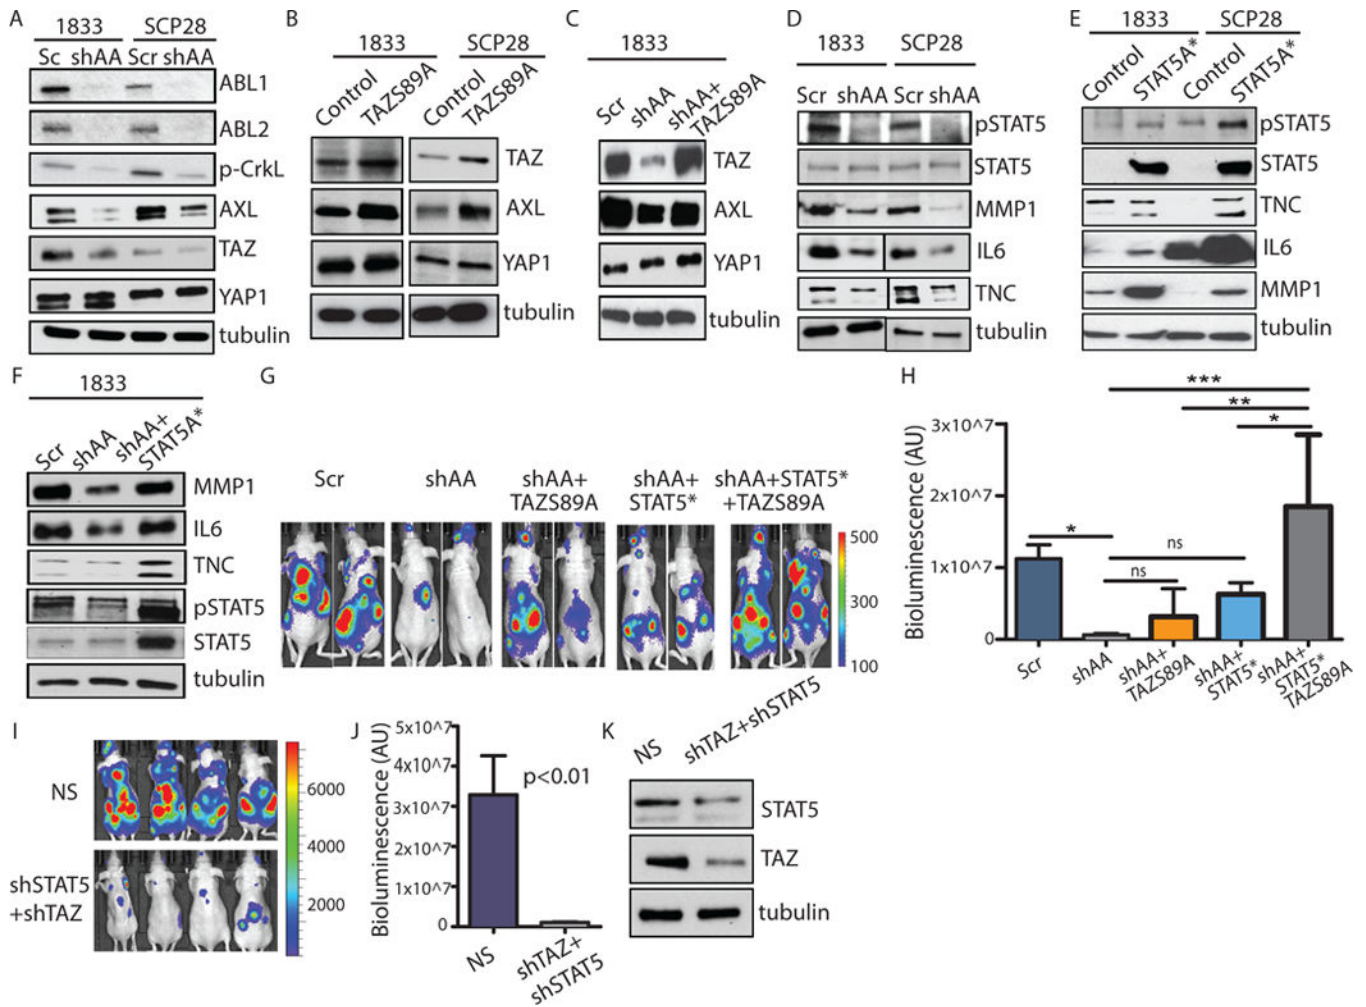 A
1833
SCP28
Sc shAA Scr shAA
ABL1
ABL2
p-CrkL
AXL
TAZ
YAP1
tubulin
B
1833
SCP28
Control
TAZS89A
Control
TAZS89A
TAZ
AXL
YAP1
tubulin
C
1833
Scr
shAA
shAA+
TAZS89A
TAZ
AXL
YAP1
tubulin
D
1833
SCP28
Scr shAA Scr shAA
pSTAT5
STAT5
MMP1
IL6
TNC
tubulin
E
1833
SCP28
Control
STAT5A*
Control
STAT5A*
pSTAT5
STAT5
TNC
IL6
MMP1
tubulin
F
1833
Scr
shAA
shAA+
STAT5A*
MMP1
IL6
TNC
pSTAT5
STAT5
tubulin
G
Scr
shAA
shAA+
TAZS89A
shAA+
STAT5*
shAA+STAT5*
+TAZS89A
500
300
100
H
Bioluminescence (AU)
3x10^7
2x10^7
1x10^7
0
*
ns
ns
***
**
*
Scr
shAA
shAA+
TAZS89A
shAA+
STAT5*
shAA+
STAT5*
TAZS89A
I
NS
shSTAT5
+shTAZ
6000
4000
2000
J
Bioluminescence (AU)
5x10^7
4x10^7
3x10^7
2x10^7
1x10^7
0
p<0.01
NS
shTAZ+
shSTAT5
K
NS
shTAZ+shSTAT5
STAT5
TAZ
tubulin